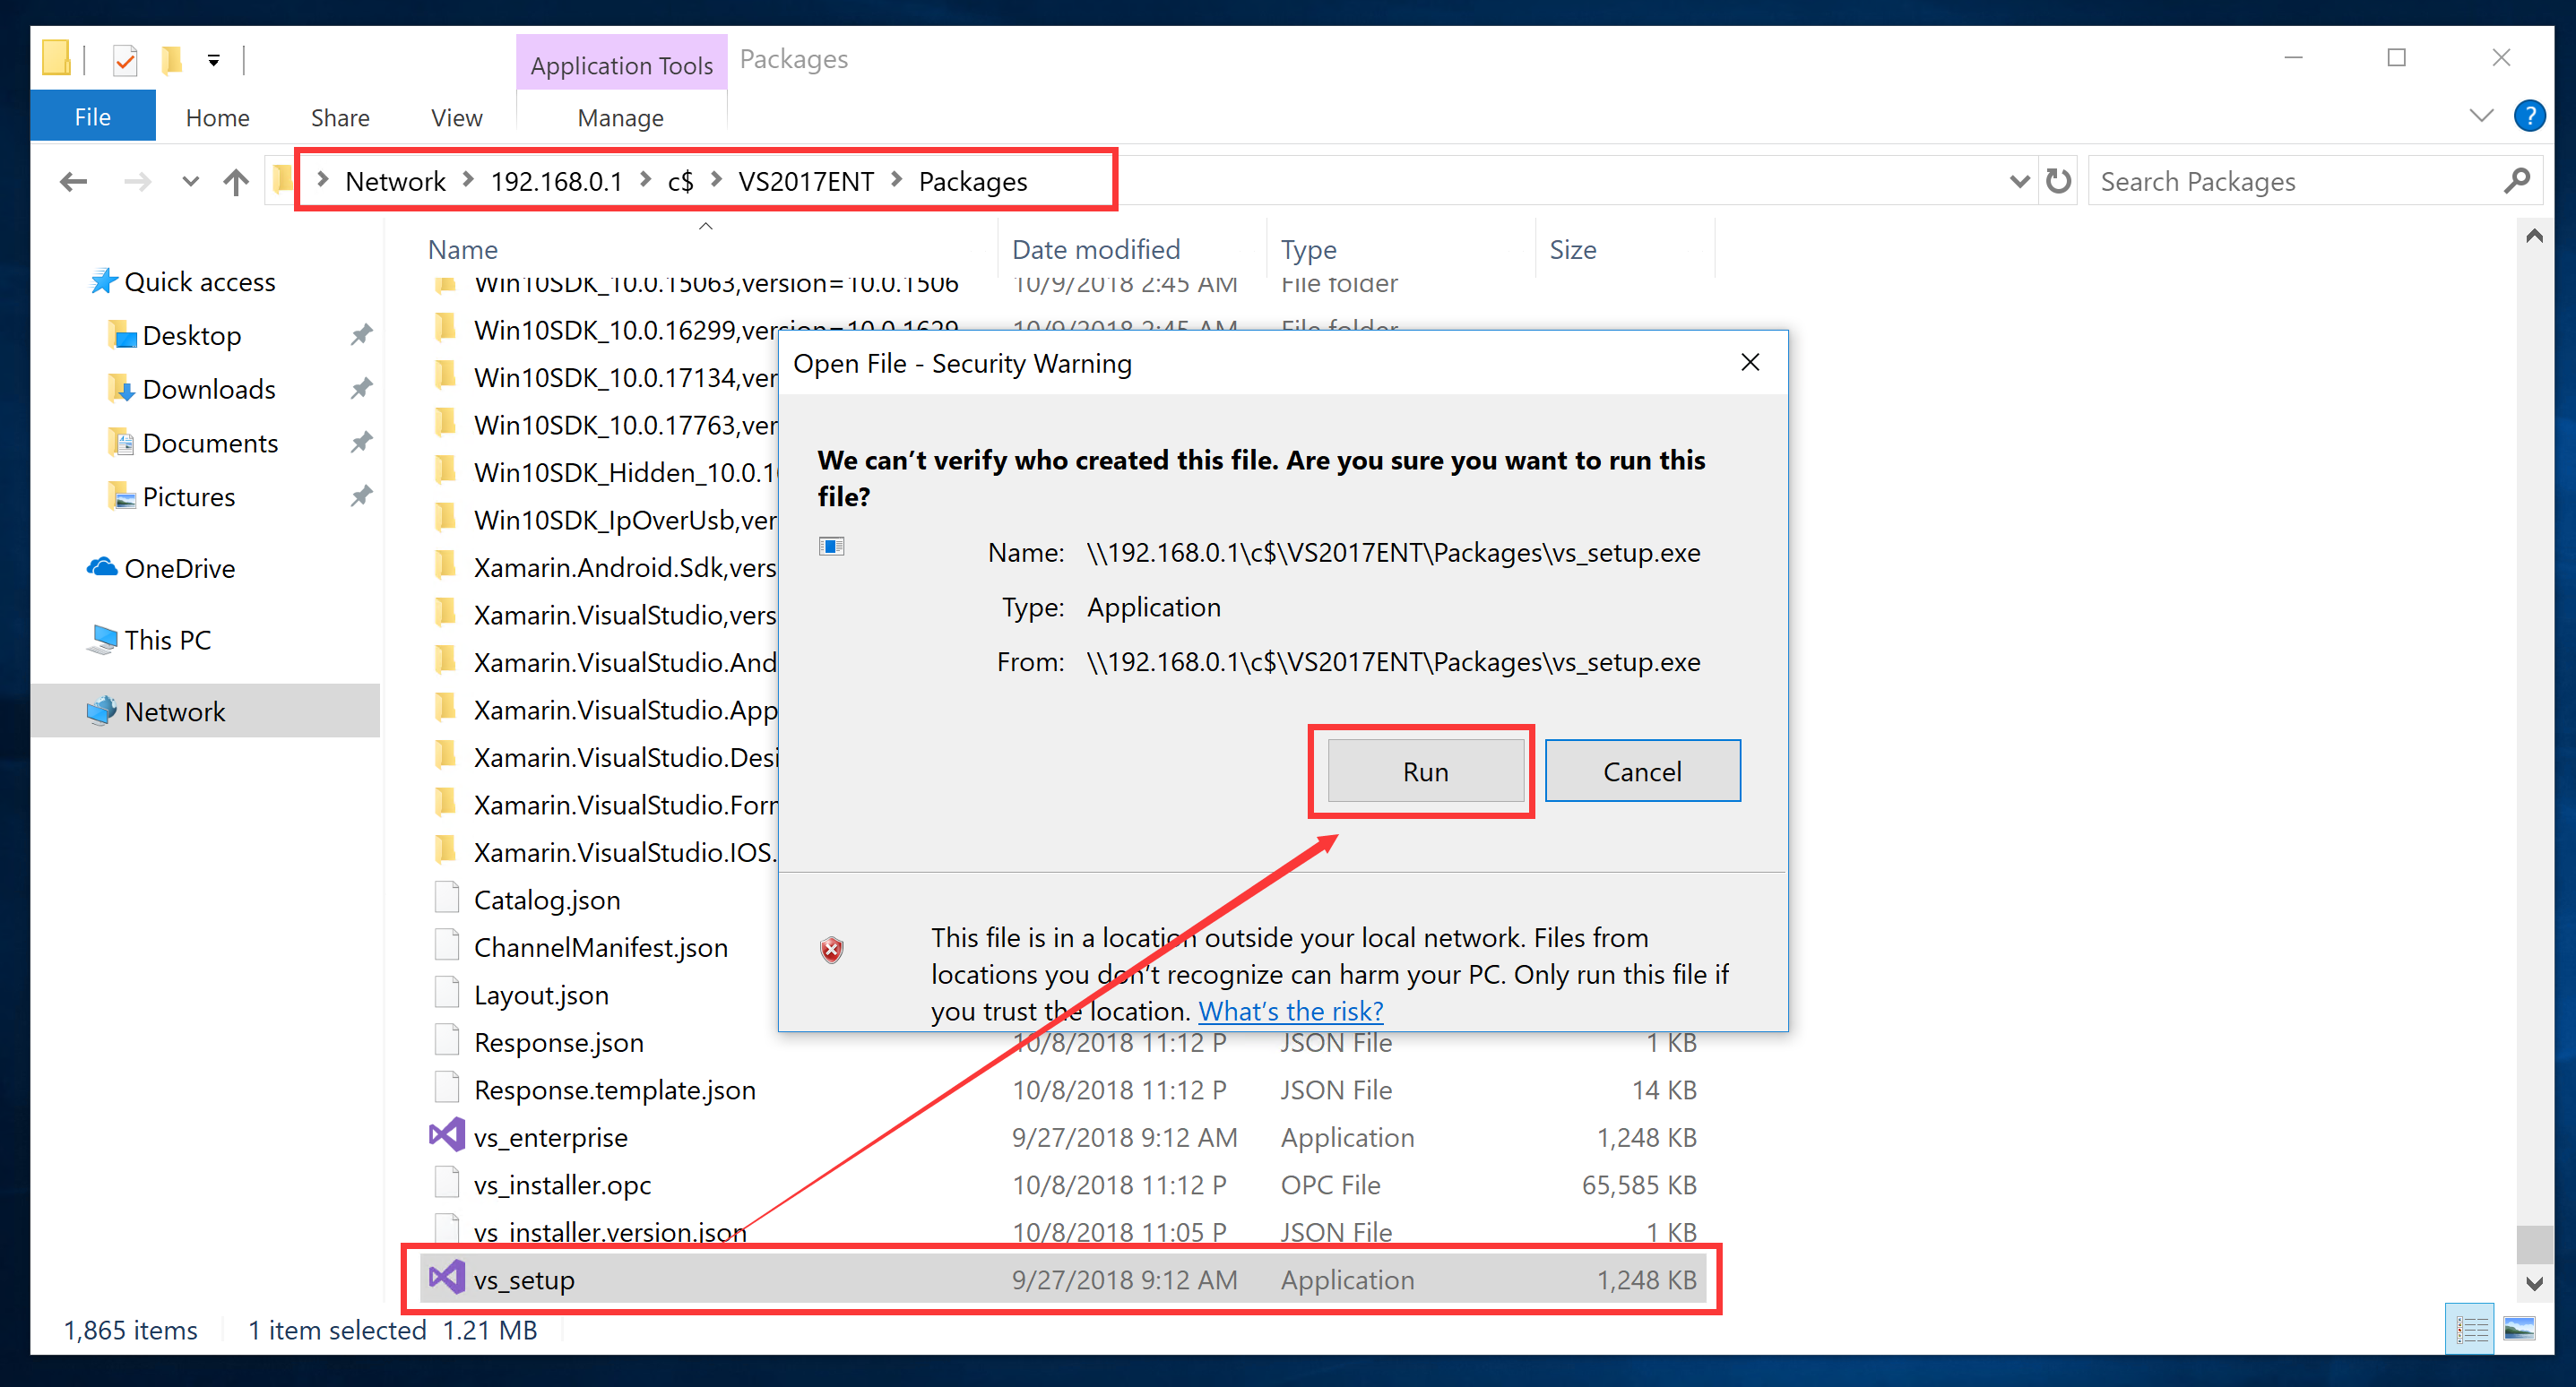 Application Tools
Packages
File
Home
Share
View
Manage
Network
192.168.0.1
c$
VS2017ENT
Packages
Search Packages
Name
Date modified
Type
Size
Quick access
Desktop
Downloads
Documents
Pictures
OneDrive
This PC
Network
Win10SDK_10.0.15063,version=10.0.1506 10/9/2018 2:45 AM File folder
Win10SDK_10.0.16299,version=10.0.1629 10/9/2018 2:45 AM File folder
Win10SDK_10.0.17134,ver
Win10SDK_10.0.17763,ver
Win10SDK_Hidden_10.0.1
Win10SDK_IpOverUsb,ver
Xamarin.Android.Sdk,vers
Xamarin.VisualStudio,vers
Xamarin.VisualStudio.And
Xamarin.VisualStudio.App
Xamarin.VisualStudio.Desi
Xamarin.VisualStudio.Forn
Xamarin.VisualStudio.IOS.
Catalog.json
ChannelManifest.json
Layout.json
Response.json 10/8/2018 11:12 P JSON File 1 KB
Response.template.json 10/8/2018 11:12 P JSON File 14 KB
vs_enterprise 9/27/2018 9:12 AM Application 1,248 KB
vs_installer.opc 10/8/2018 11:12 P OPC File 65,585 KB
vs_installer.version.json 10/8/2018 11:05 P JSON File 1 KB
vs_setup 9/27/2018 9:12 AM Application 1,248 KB
Open File - Security Warning
We can’t verify who created this file. Are you sure you want to run this
file?
Name: \\192.168.0.1\c$\VS2017ENT\Packages\vs_setup.exe
Type: Application
From: \\192.168.0.1\c$\VS2017ENT\Packages\vs_setup.exe
Run
Cancel
This file is in a location outside your local network. Files from
locations you don’t recognize can harm your PC. Only run this file if
you trust the location. What’s the risk?
1,865 items
1 item selected 1.21 MB